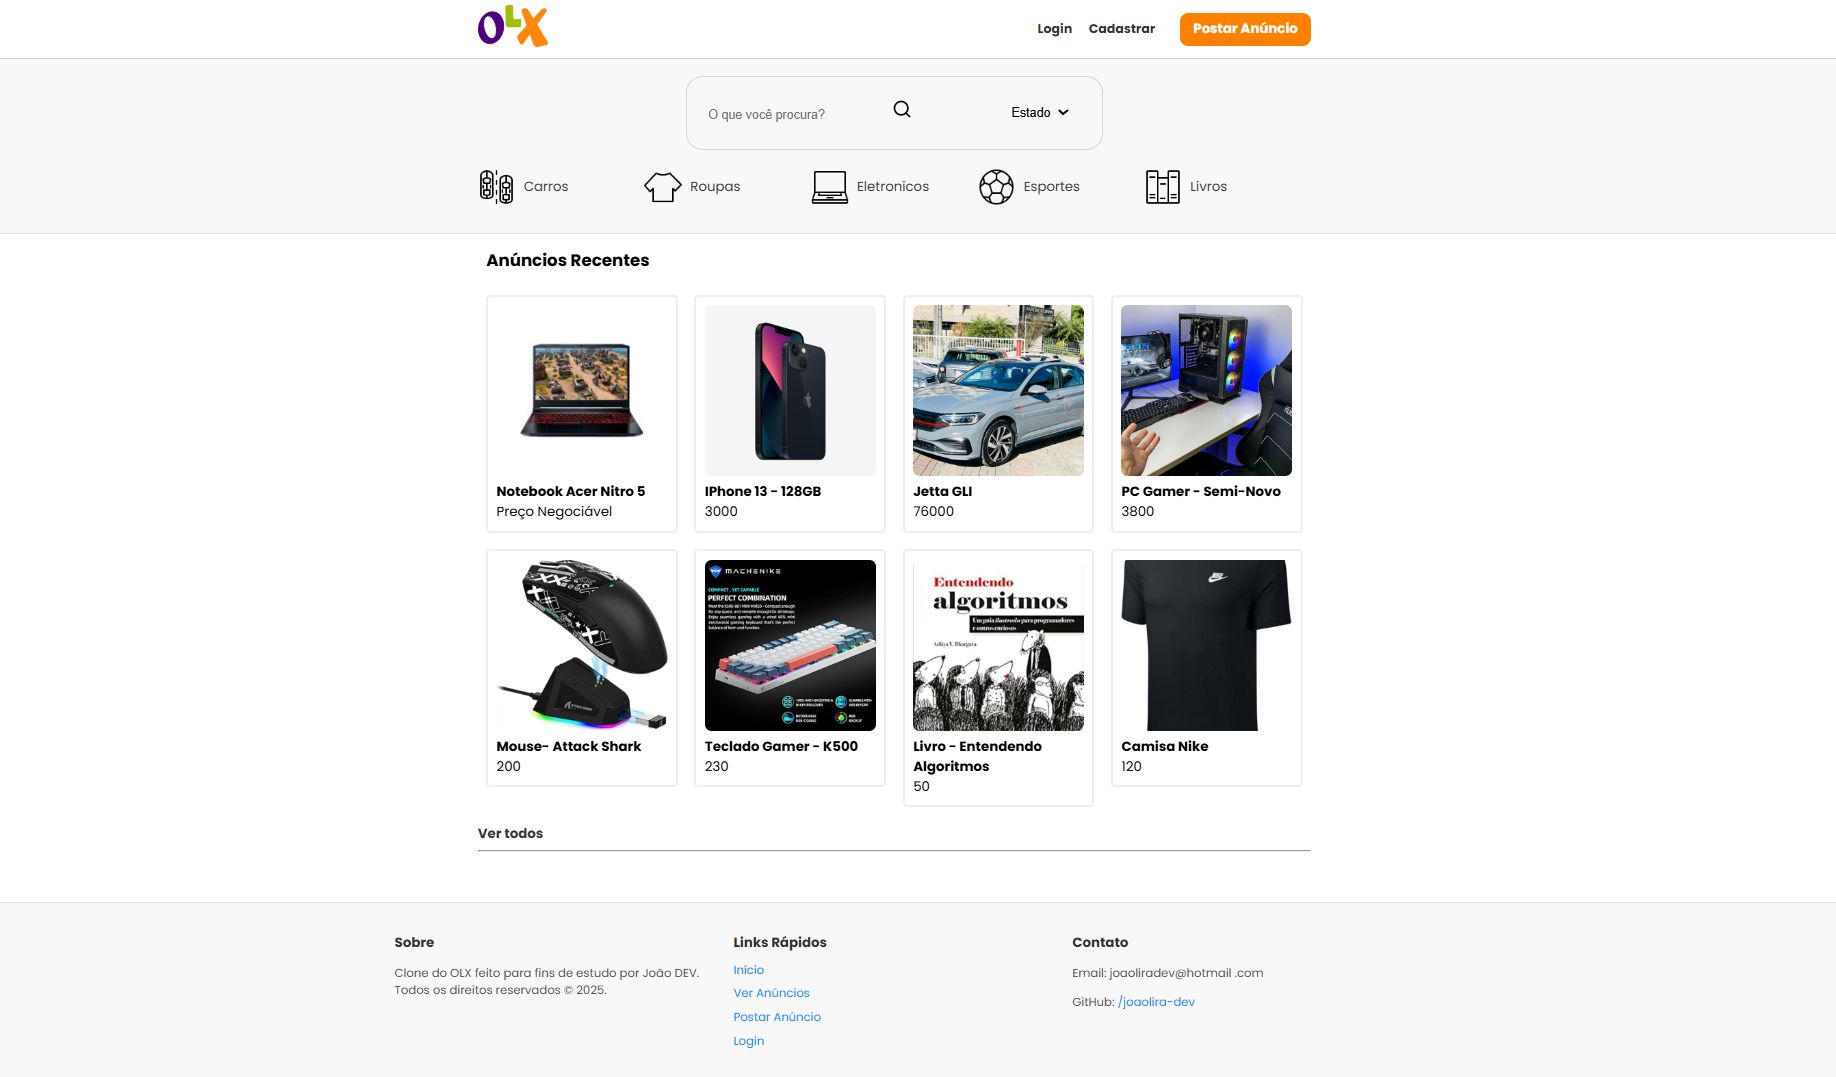 OLX
Login Cadastrar Postar Anúncio
O que você procura? Estado
Carros Roupas Eletronicos Esportes Livros
Anúncios Recentes
Notebook Acer Nitro 5
Preço Negociável
IPhone 13 - 128GB
3000
Jetta GLI
76000
PC Gamer - Semi-Novo
3800
Mouse- Attack Shark
200
MACHENIKE
COMPACT , YET CAPABLE
PERFECT COMBINATION
Teclado Gamer - K500
230
Entendendo
algoritmos
Um guia ilustrado para programadores
e outros curiosos
Aditya Y. Bhargava
Livro - Entendendo
Algoritmos
50
Camisa Nike
120
Ver todos
Sobre
Clone do OLX feito para fins de estudo por João DEV.
Todos os direitos reservados © 2025.
Links Rápidos
Início
Ver Anúncios
Postar Anúncio
Login
Contato
Email: joaoliradev@hotmail .com
GitHub: /joaolira-dev